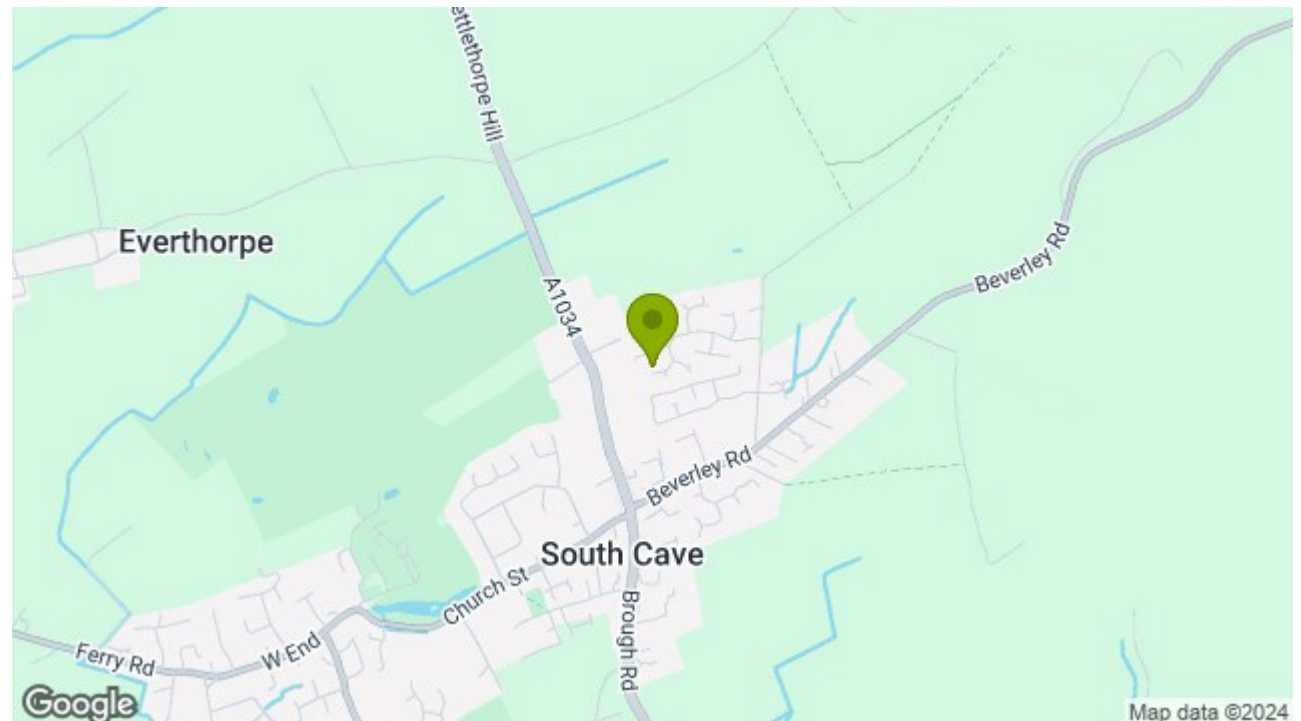 ettlethorpe Hill
Everthorpe
Beverley Rd
A1034
Beverley Rd
South Cave
Church St
Brough Rd
W End
Ferry Rd
Google
Map data ©2024